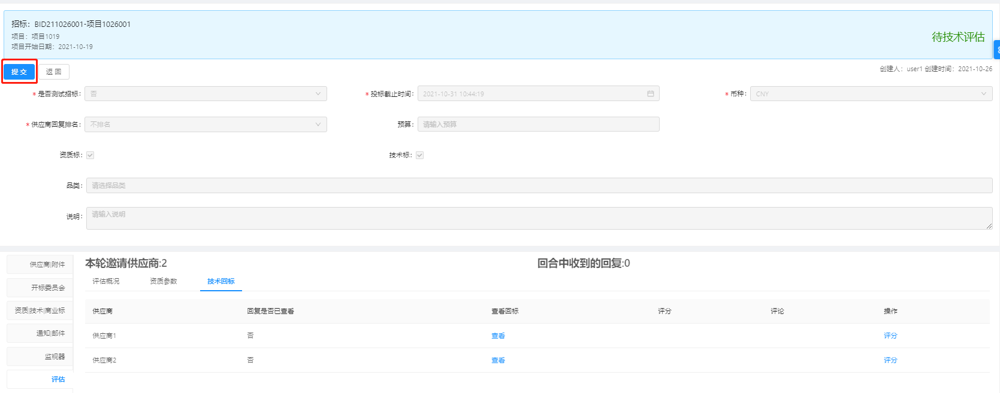 招标：BID211026001-项目1026001
项目：项目1019
项目开始日期：2021-10-19
待技术评估
提 交
返 回
创建人：user1 创建时间：2021-10-26
* 是否测试招标：
否
* 投标截止时间：
2021-10-31 10:44:19
* 币种：
CNY
* 供应商回复排名：
不排名
预算：
请输入预算
资质标：
技术标：
品类：
请选择品类
说明：
请输入说明
供应商|附件
开标委员会
资质|技术|商业标
通知|邮件
监视器
评估
本轮邀请供应商:2
回合中收到的回复:0
评估概况 资质参数 技术回标
供应商 回复是否已查看 查看回标 评分 评论 操作
供应商1 否 查看 评分
供应商2 否 查看 评分